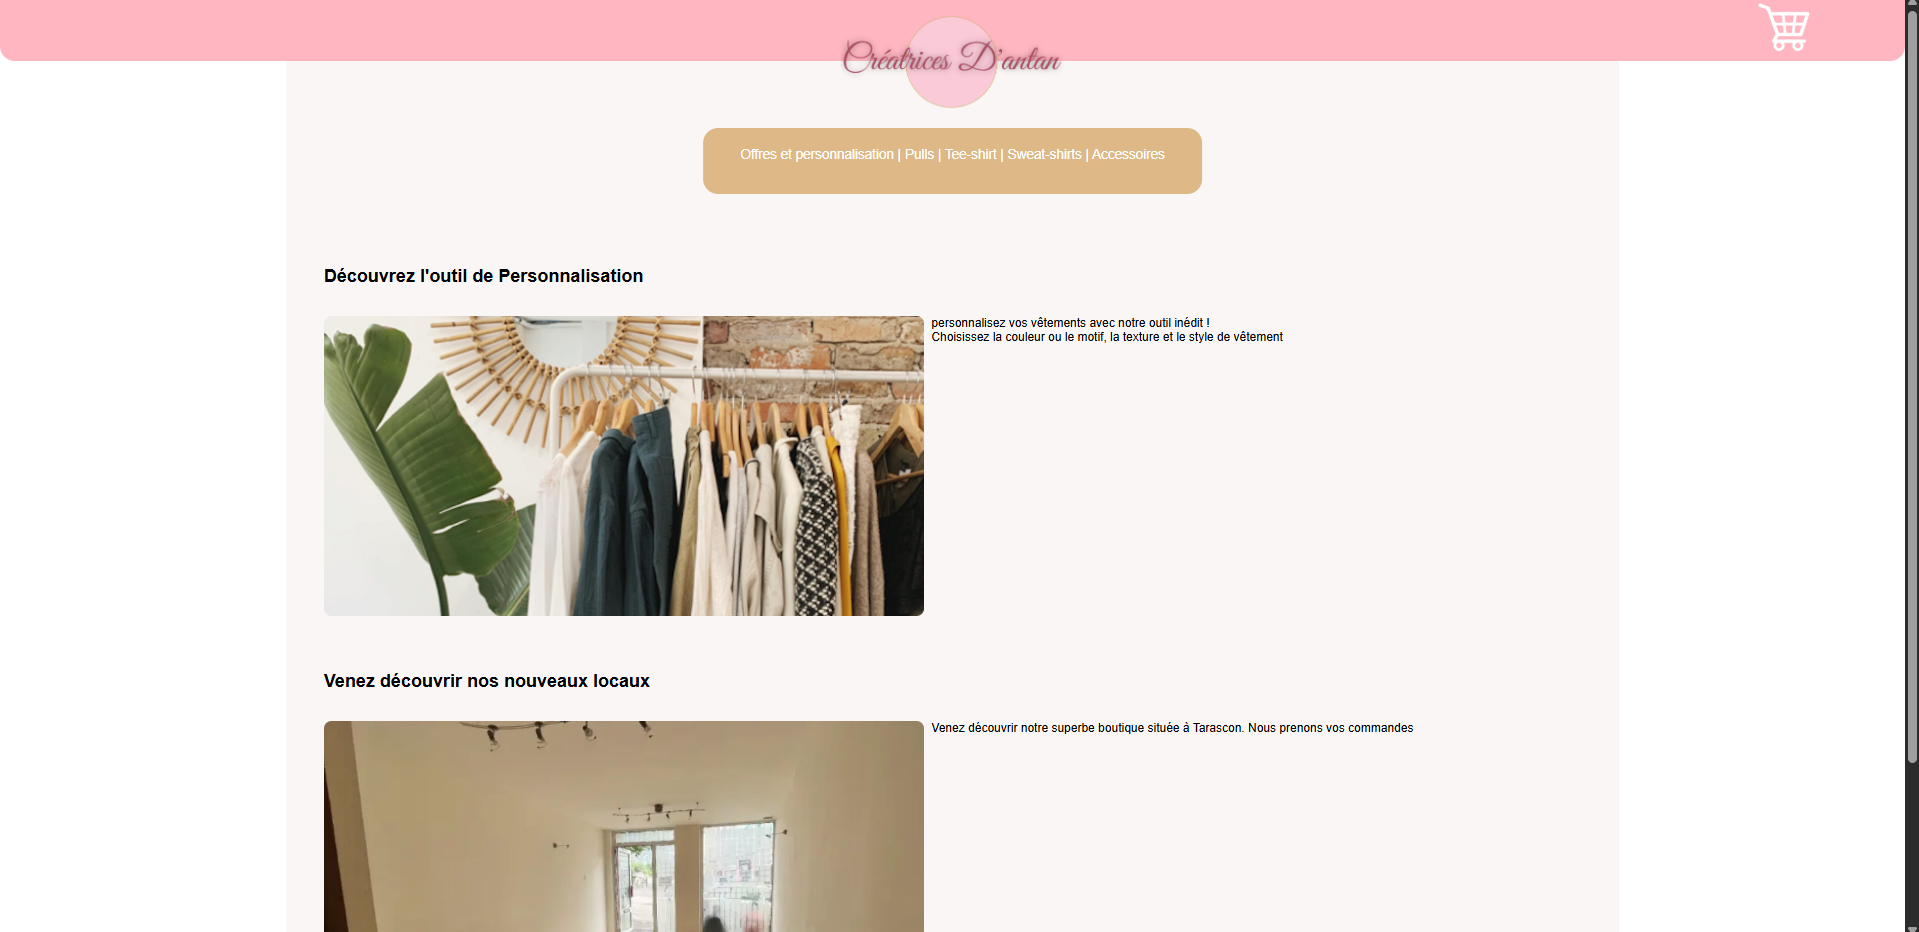 Créatrices D'antan
Offres et personnalisation | Pulls | Tee-shirt | Sweat-shirts | Accessoires
Découvrez l'outil de Personnalisation
personnalisez vos vêtements avec notre outil inédit !
Choisissez la couleur ou le motif, la texture et le style de vêtement
Venez découvrir nos nouveaux locaux
Venez découvrir notre superbe boutique située à Tarascon. Nous prenons vos commandes